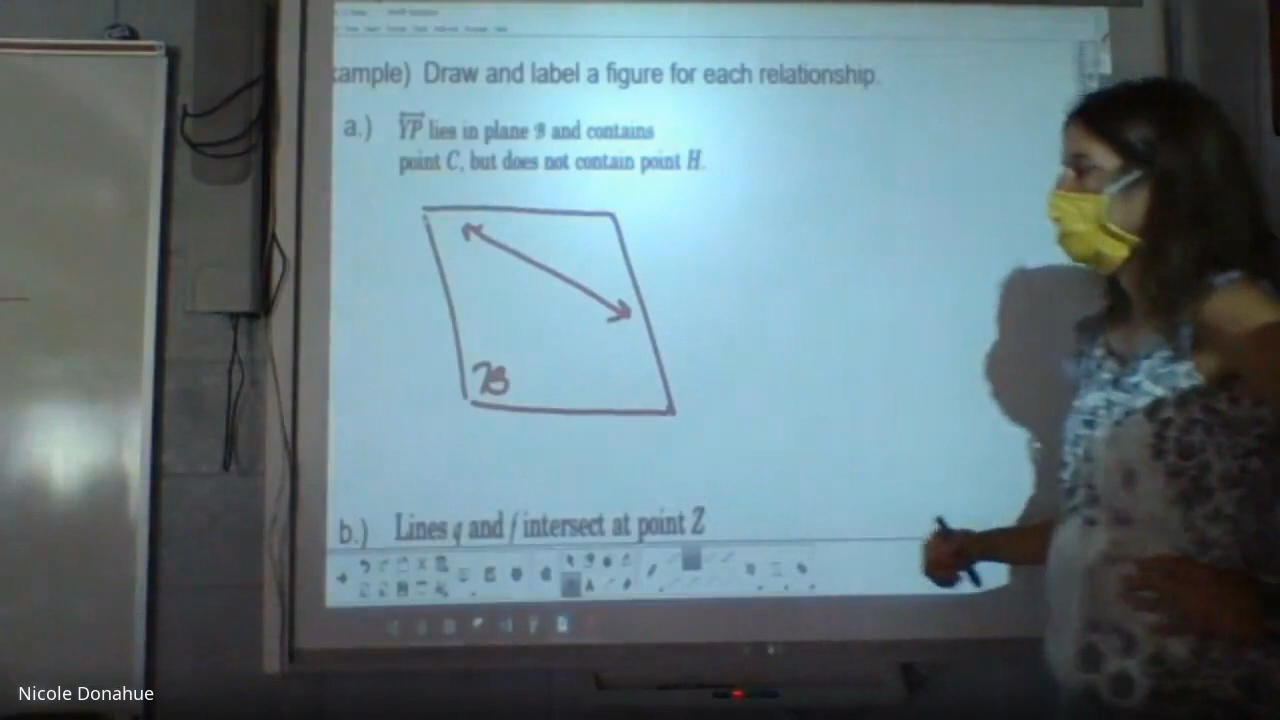 xample) Draw and label a figure for each relationship.
a.) YP lies in plane ℬ and contains
point C, but does not contain point H.
ℬ
b.) Lines q and f intersect at point Z
Nicole Donahue